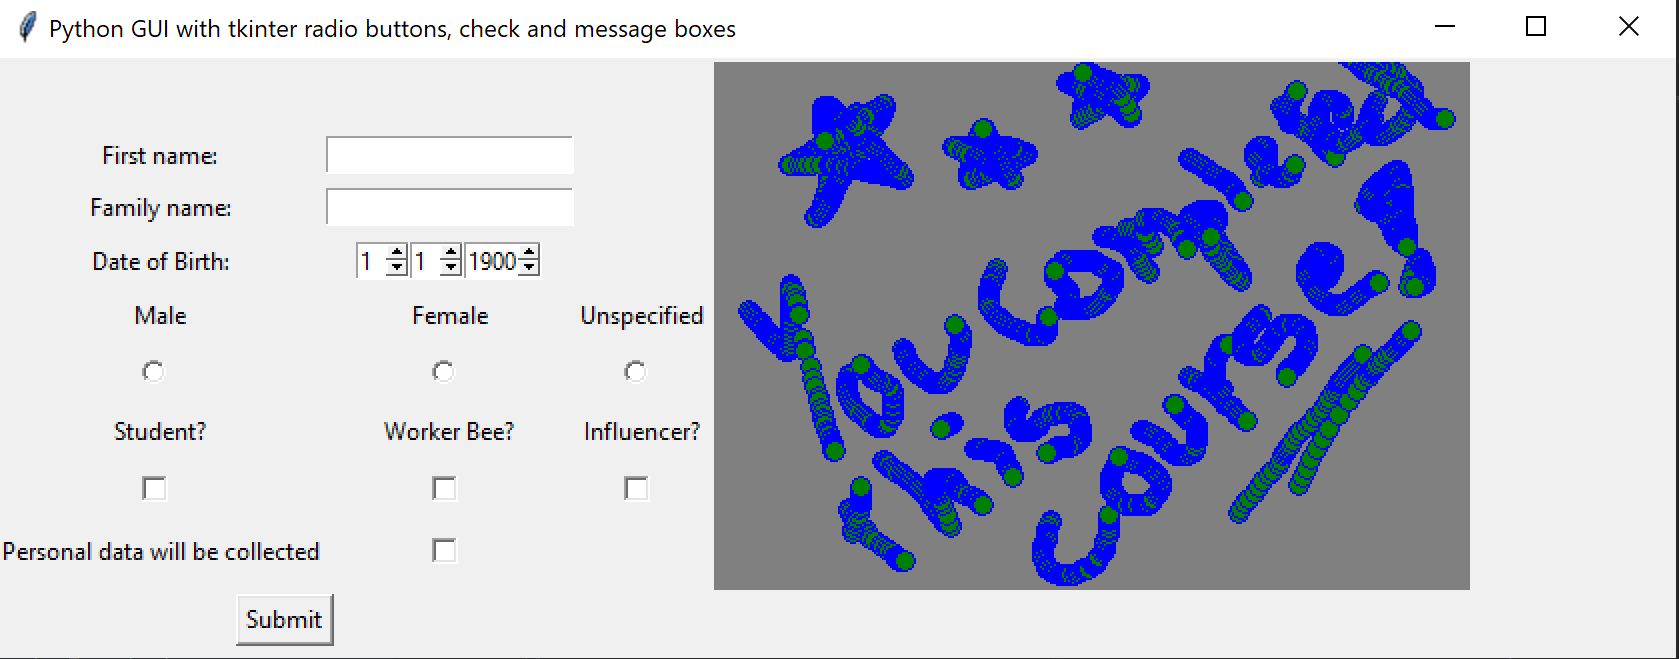 Python GUI with tkinter radio buttons, check and message boxes
First name:
Family name:
Date of Birth: 1 1 1900
Male Female Unspecified
Student? Worker Bee? Influencer?
Personal data will be collected
Submit
You completed
this course!